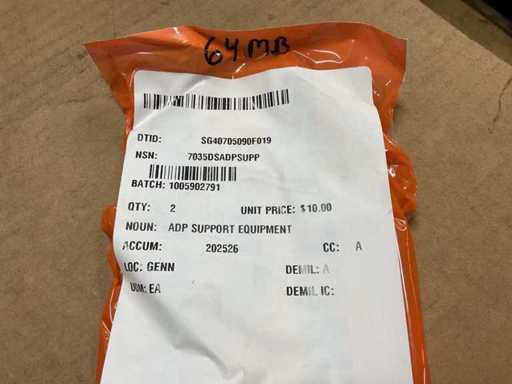 64MB
DTID: SG40705090F019
NSN: 7035DSADPSUPP
BATCH: 1005902791
QTY: 2 UNIT PRICE: $10.00
NOUN: ADP SUPPORT EQUIPMENT
ACCUM: 202526 CC: A
LOC: GENN DEMIL: A
UUM: EA DEMIL IC: